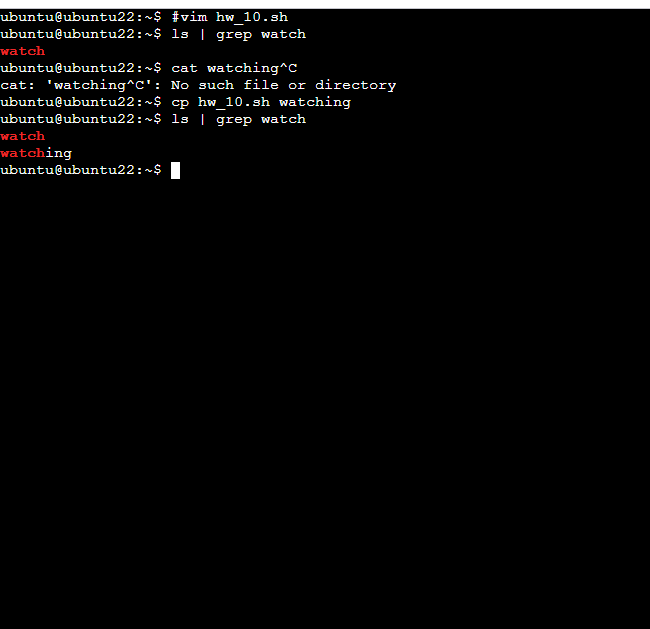 ubuntu@ubuntu22:~$ #vim hw_10.sh
ubuntu@ubuntu22:~$ ls | grep watch
watch
ubuntu@ubuntu22:~$ cat watching^C
cat: 'watching^C': No such file or directory
ubuntu@ubuntu22:~$ cp hw_10.sh watching
ubuntu@ubuntu22:~$ ls | grep watch
watch
watching
ubuntu@ubuntu22:~$